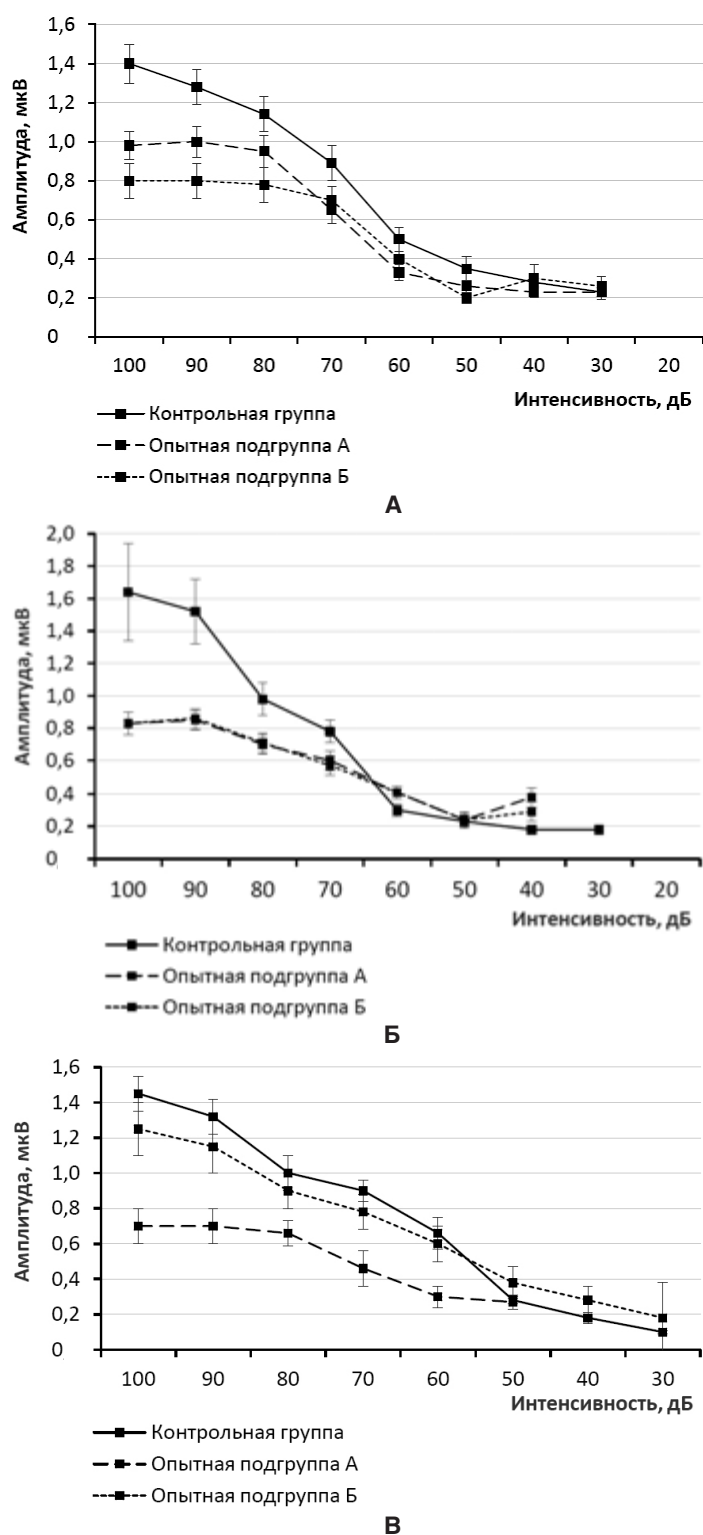 Амплитуда, мкВ
1,6
1,4
1,2
1,0
0,8
0,6
0,4
0,2
0
100 90 80 70 60 50 40 30 20
Интенсивность, дБ
Контрольная группа
Опытная подгруппа А
Опытная подгруппа Б
А
Амплитуда, мкВ
2,0
1,8
1,6
1,4
1,2
1,0
0,8
0,6
0,4
0,2
0
100 90 80 70 60 50 40 30 20
Интенсивность, дБ
Контрольная группа
Опытная подгруппа А
Опытная подгруппа Б
Б
Амплитуда, мкВ
1,6
1,4
1,2
1,0
0,8
0,6
0,4
0,2
0
100 90 80 70 60 50 40 30
Интенсивность, дБ
Контрольная группа
Опытная подгруппа А
Опытная подгруппа Б
В